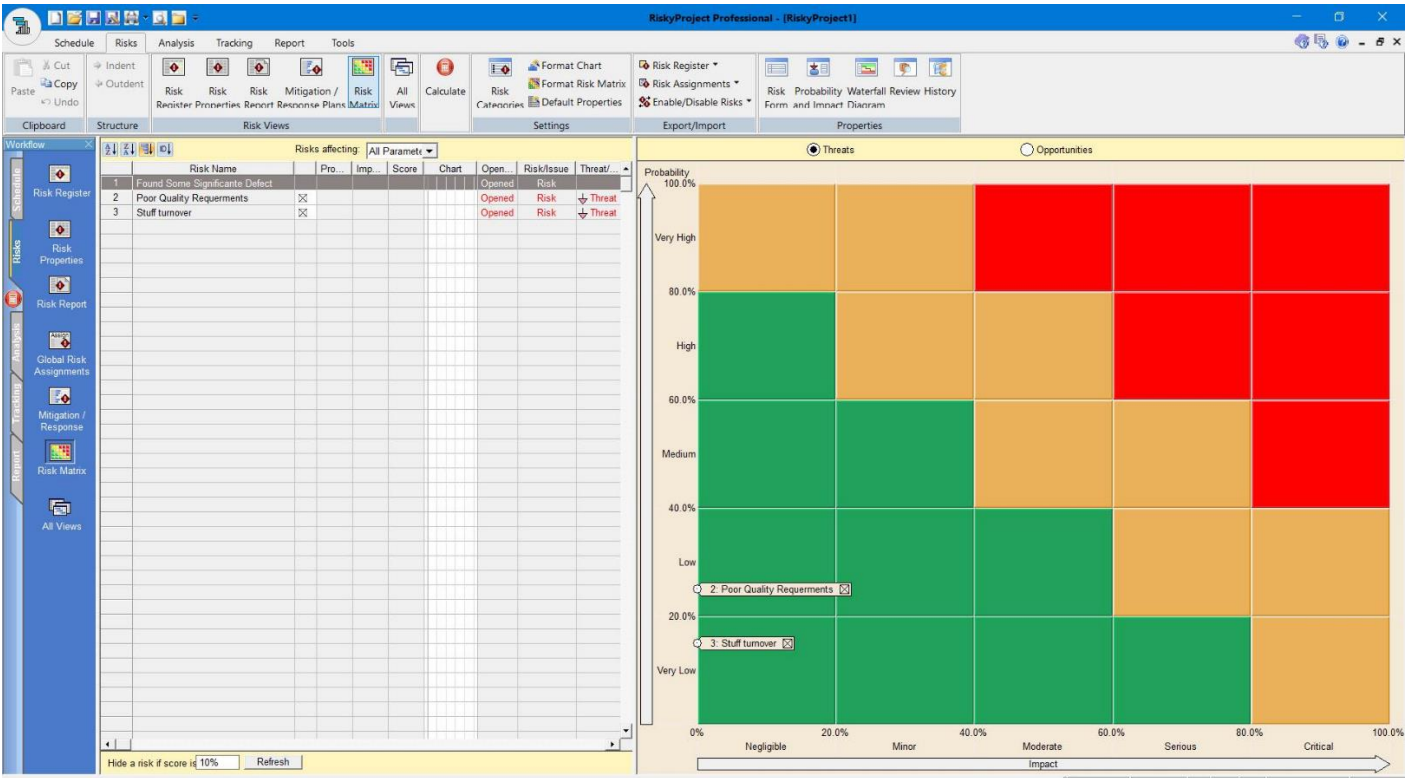 RiskyProject Professional - [RiskyProject1]
Schedule Risks Analysis Tracking Report Tools
Paste Cut Copy Undo
Indent Outdent
Risk Register Risk Properties Risk Report Mitigation / Response Plans Risk Matrix
All Views Calculate
Risk Categories Format Chart Format Risk Matrix Default Properties
Risk Register Risk Assignments Enable/Disable Risks
Risk Form Probability and Impact Waterfall Diagram Review History
Clipboard Structure Risk Views Settings Export/Import Properties
Workflow
Schedule
Risks
Analysis
Tracking
Report
Risk Register
Risk Properties
Risk Report
Assign
Global Risk Assignments
Mitigation / Response
Risk Matrix
All Views
Risks affecting: All Paramete
Risk Name Pro... Imp... Score Chart Open... Risk/Issue Threat/...
1 Found Some Significante Defect Opened Risk
2 Poor Quality Requerments Opened Risk Threat
3 Stuff turnover Opened Risk Threat
Hide a risk if score is 10% Refresh
Threats Opportunities
Probability
100.0%
Very High
80.0%
High
60.0%
Medium
40.0%
Low
2: Poor Quality Requerments
20.0%
3: Stuff turnover
Very Low
0% 20.0% 40.0% 60.0% 80.0% 100.0%
Negligible Minor Moderate Serious Critical
Impact